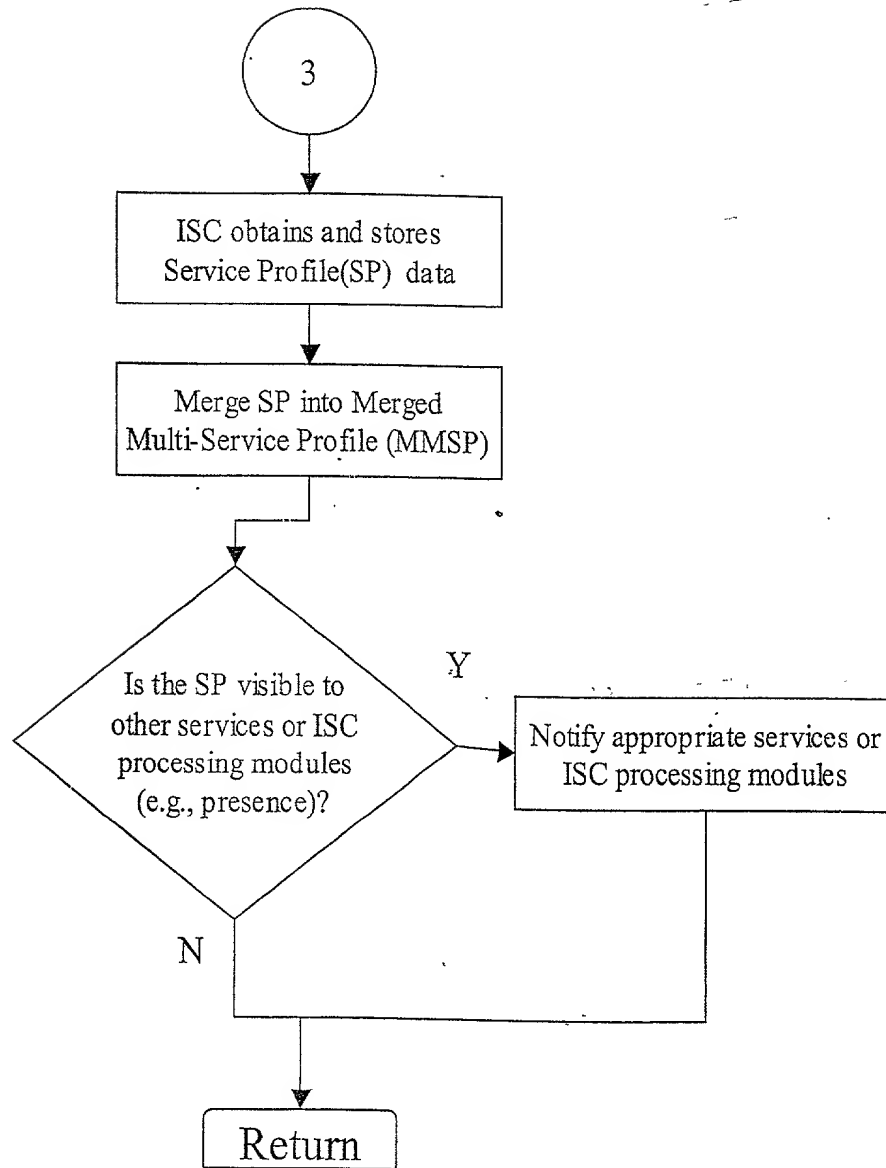 3
ISC obtains and stores
Service Profile(SP) data
Merge SP into Merged
Multi-Service Profile (MMSP)
Is the SP visible to
other services or ISC
processing modules
(e.g., presence)?
Y
Notify appropriate services or
ISC processing modules
N
Return